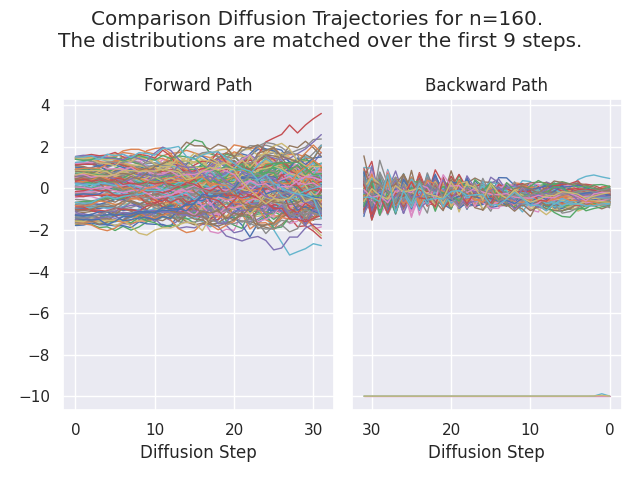 Comparison Diffusion Trajectories for n=160.
The distributions are matched over the first 9 steps.
Forward Path
Backward Path
4
2
0
−2
−4
−6
−8
−10
0 10 20 30
30 20 10 0
Diffusion Step
Diffusion Step